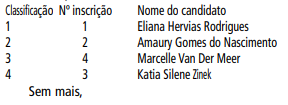 Classificação Nº inscrição Nome do candidato
1 1 Eliana Hervias Rodrigues
2 2 Amaury Gomes do Nascimento
3 4 Marcelle Van Der Meer
4 3 Katia Silene Zinek
Sem mais,